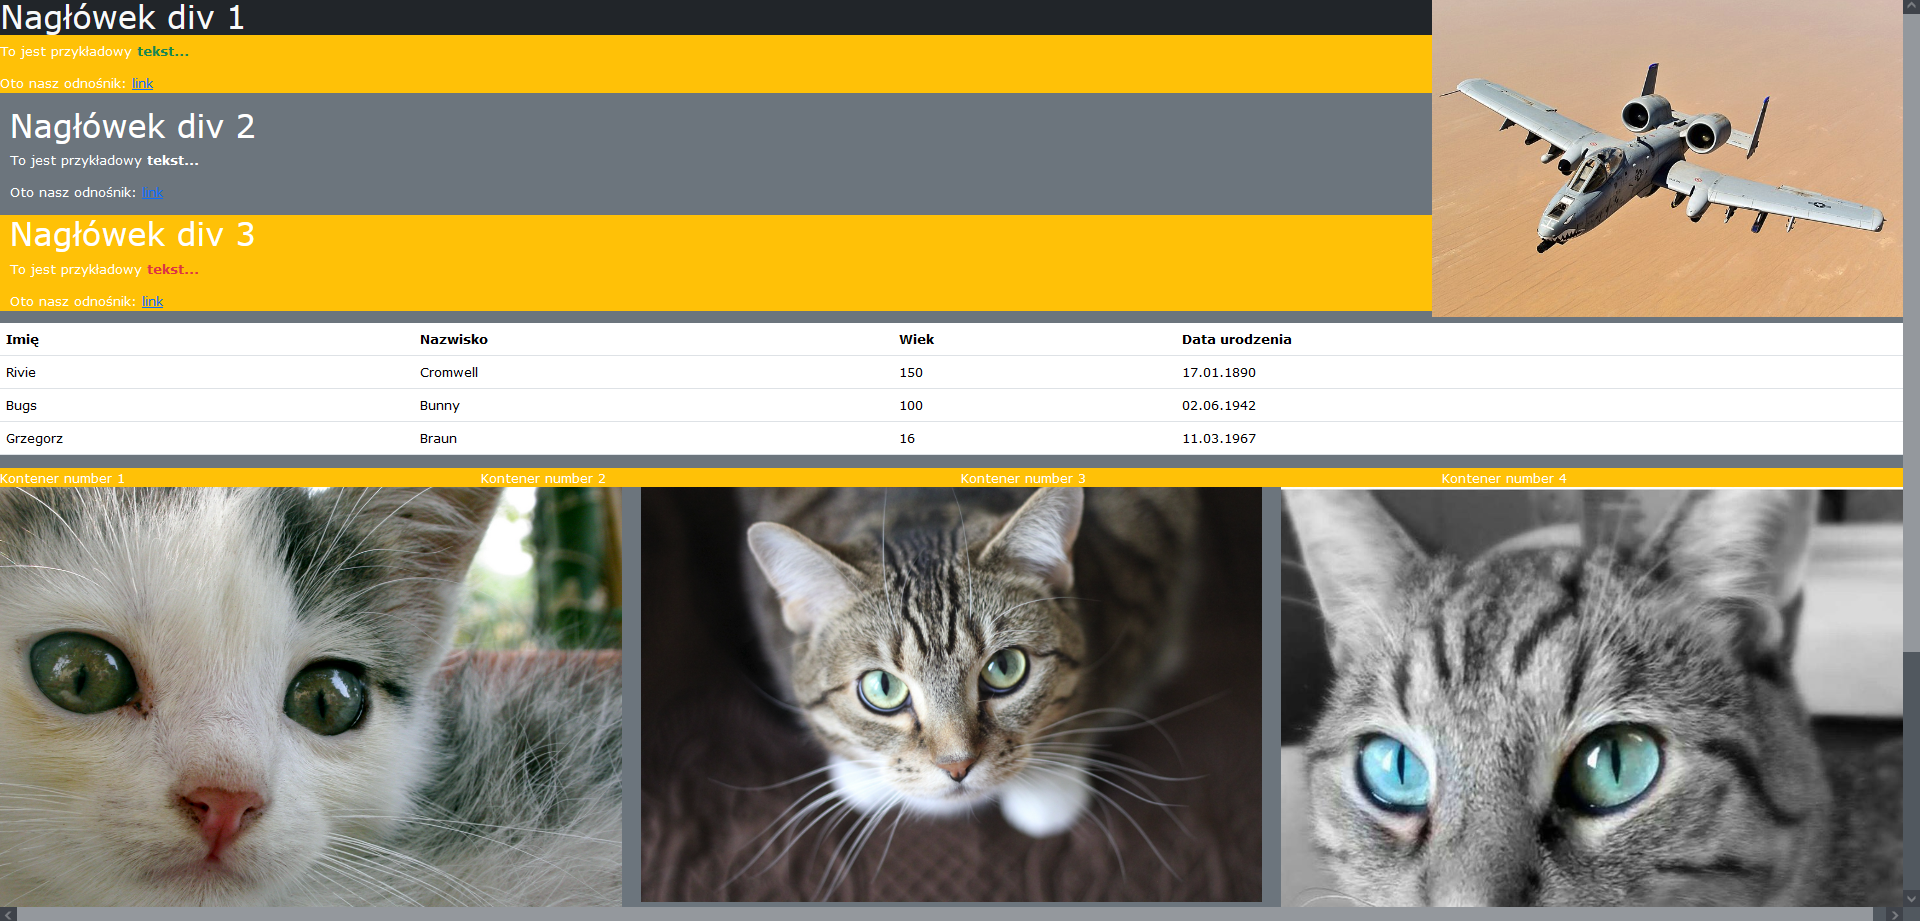 Nagłówek div 1
To jest przykładowy tekst...
Oto nasz odnośnik: link
Nagłówek div 2
To jest przykładowy tekst...
Oto nasz odnośnik: link
Nagłówek div 3
To jest przykładowy tekst...
Oto nasz odnośnik: link
Imię Nazwisko Wiek Data urodzenia
Rivie Cromwell 150 17.01.1890
Bugs Bunny 100 02.06.1942
Grzegorz Braun 16 11.03.1967
Kontener number 1 Kontener number 2 Kontener number 3 Kontener number 4